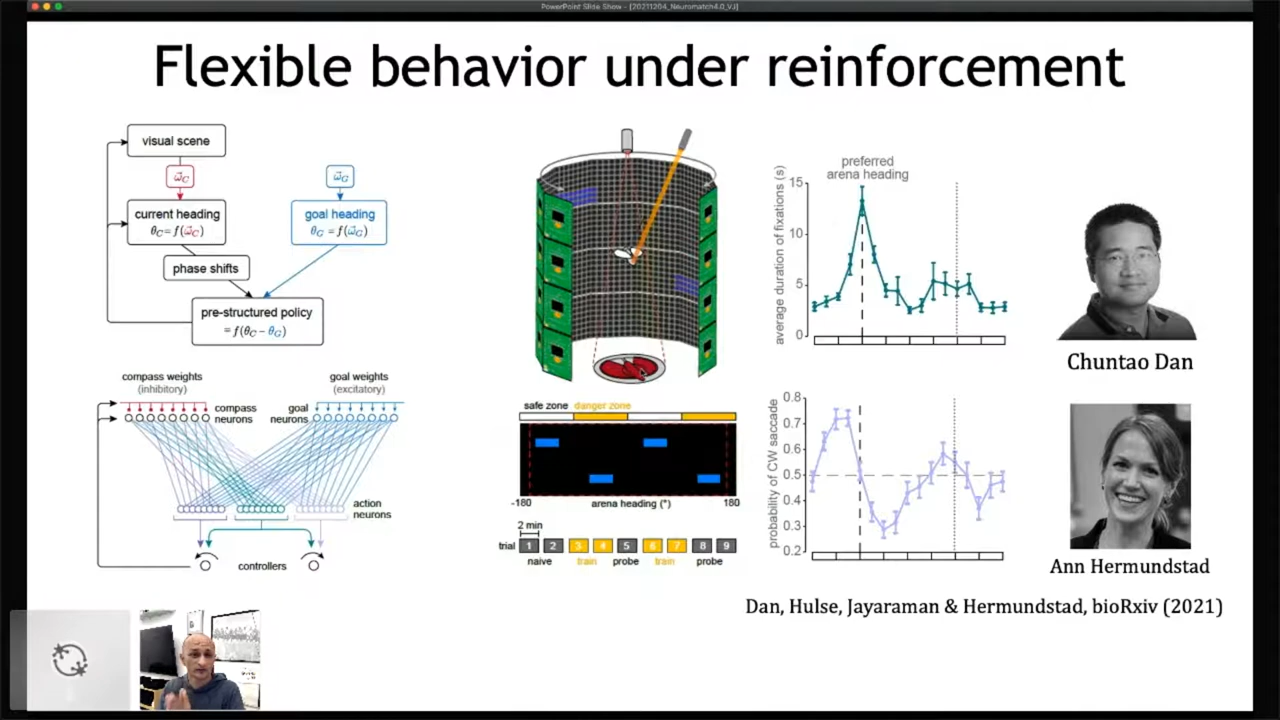 PowerPoint Slide Show - [20211204_Neuromatch4.0_VJ]
Flexible behavior under reinforcement
visual scene
ω⃗C
ω⃗G
current heading
θC= f(ω⃗C)
goal heading
θG = f(ω⃗G)
phase shifts
pre-structured policy
= f(θC − θG)
compass weights
(inhibitory)
goal weights
(excitatory)
compass
neurons
goal
neurons
action
neurons
controllers
safe zone danger zone
-180 arena heading (°) 180
2 min
trial 1 2 3 4 5 6 7 8 9
naive train probe train probe
preferred
arena heading
average duration of fixations (s)
15
10
5
0
probability of CW saccade
0.8
0.7
0.6
0.5
0.4
0.3
0.2
Chuntao Dan
Ann Hermundstad
Dan, Hulse, Jayaraman & Hermundstad, bioRxiv (2021)